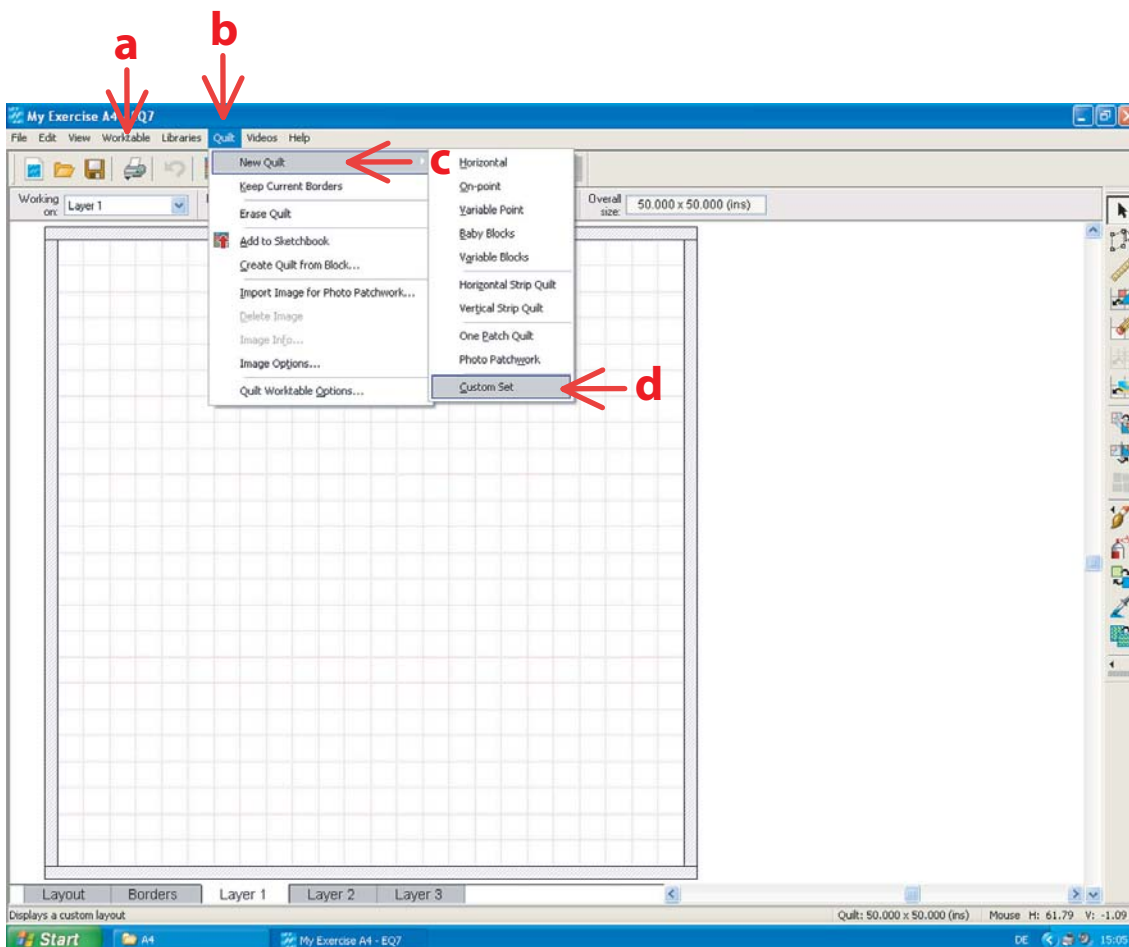 a
b
My Exercise A4 - EQ7
File Edit View Worktable Libraries Quilt Videos Help
New Quilt
c
Keep Current Borders
Erase Quilt
Add to Sketchbook
Create Quilt from Block...
Import Image for Photo Patchwork...
Delete Image
Image Info...
Image Options...
Quilt Worktable Options...
Horizontal
On-point
Variable Point
Baby Blocks
Variable Blocks
Horizontal Strip Quilt
Vertical Strip Quilt
One Patch Quilt
Photo Patchwork
Custom Set
d
Working on: Layer 1
Overall size: 50.000 x 50.000 (ins)
Layout Borders Layer 1 Layer 2 Layer 3
Displays a custom layout
Quilt: 50.000 x 50.000 (ins) Mouse H: 61.79 V: -1.09
Start A4 My Exercise A4 - EQ7 DE 15:05